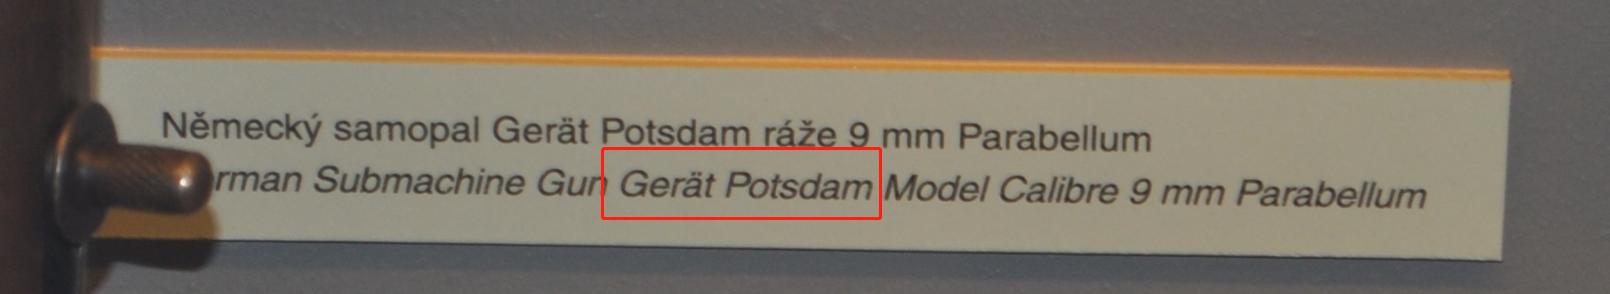 Německý samopal Gerät Potsdam ráže 9 mm Parabellum
rman Submachine Gun Gerät Potsdam Model Calibre 9 mm Parabellum